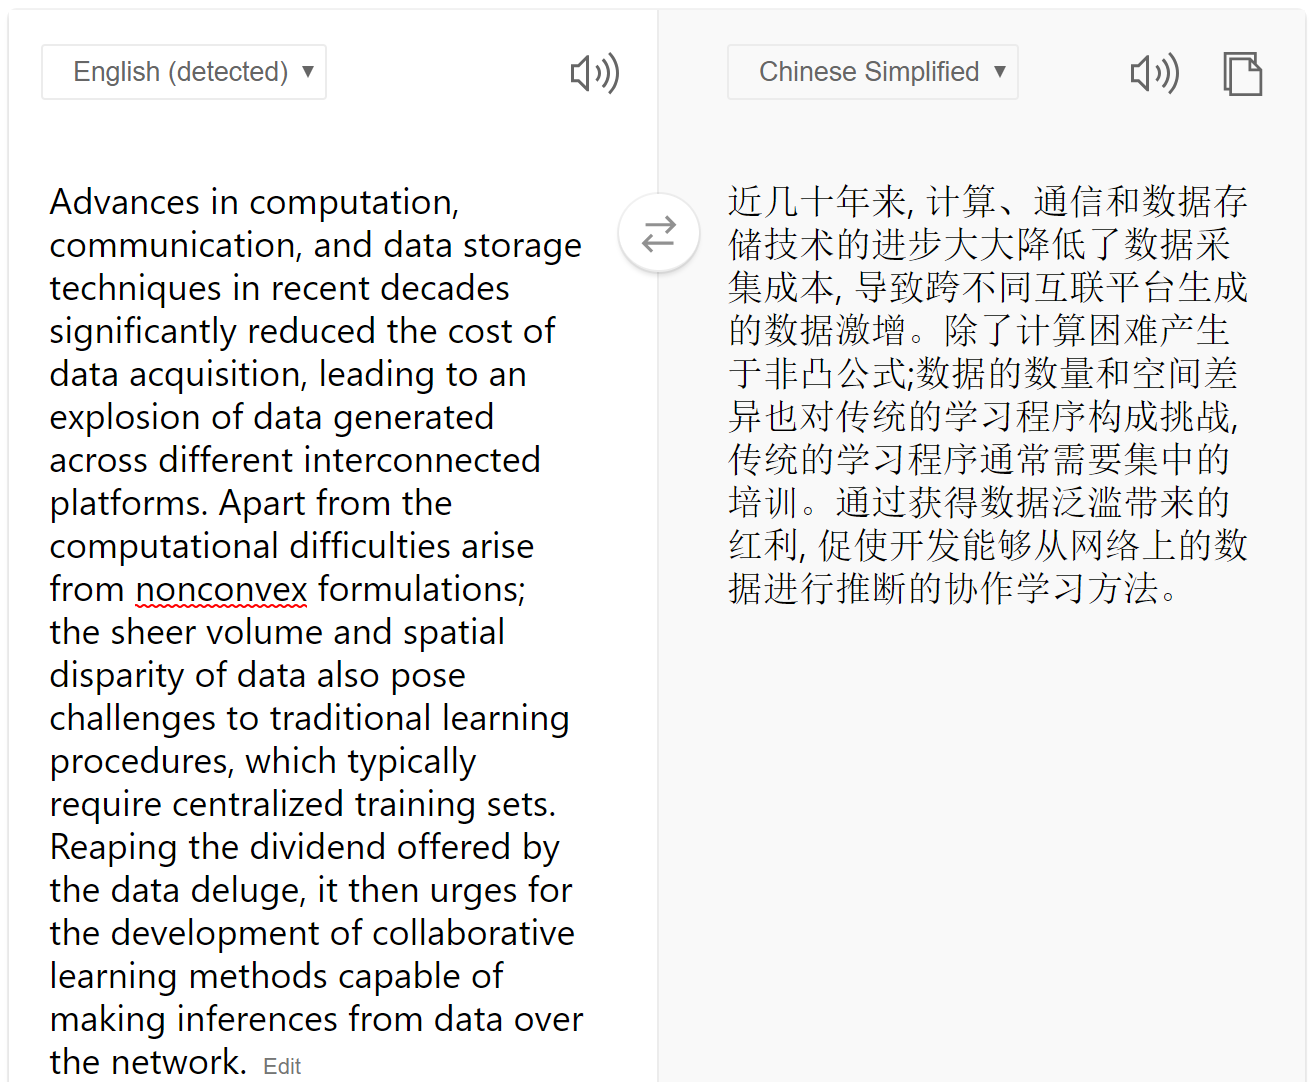 English (detected) ▼
Advances in computation,
communication, and data storage
techniques in recent decades
significantly reduced the cost of
data acquisition, leading to an
explosion of data generated
across different interconnected
platforms. Apart from the
computational difficulties arise
from nonconvex formulations;
the sheer volume and spatial
disparity of data also pose
challenges to traditional learning
procedures, which typically
require centralized training sets.
Reaping the dividend offered by
the data deluge, it then urges for
the development of collaborative
learning methods capable of
making inferences from data over
the network. Edit
Chinese Simplified ▼
近几十年来, 计算、通信和数据存
储技术的进步大大降低了数据采
集成本, 导致跨不同互联平台生成
的数据激增。除了计算困难产生
于非凸公式;数据的数量和空间差
异也对传统的学习程序构成挑战,
传统的学习程序通常需要集中的
培训。通过获得数据泛滥带来的
红利, 促使开发能够从网络上的数
据进行推断的协作学习方法。